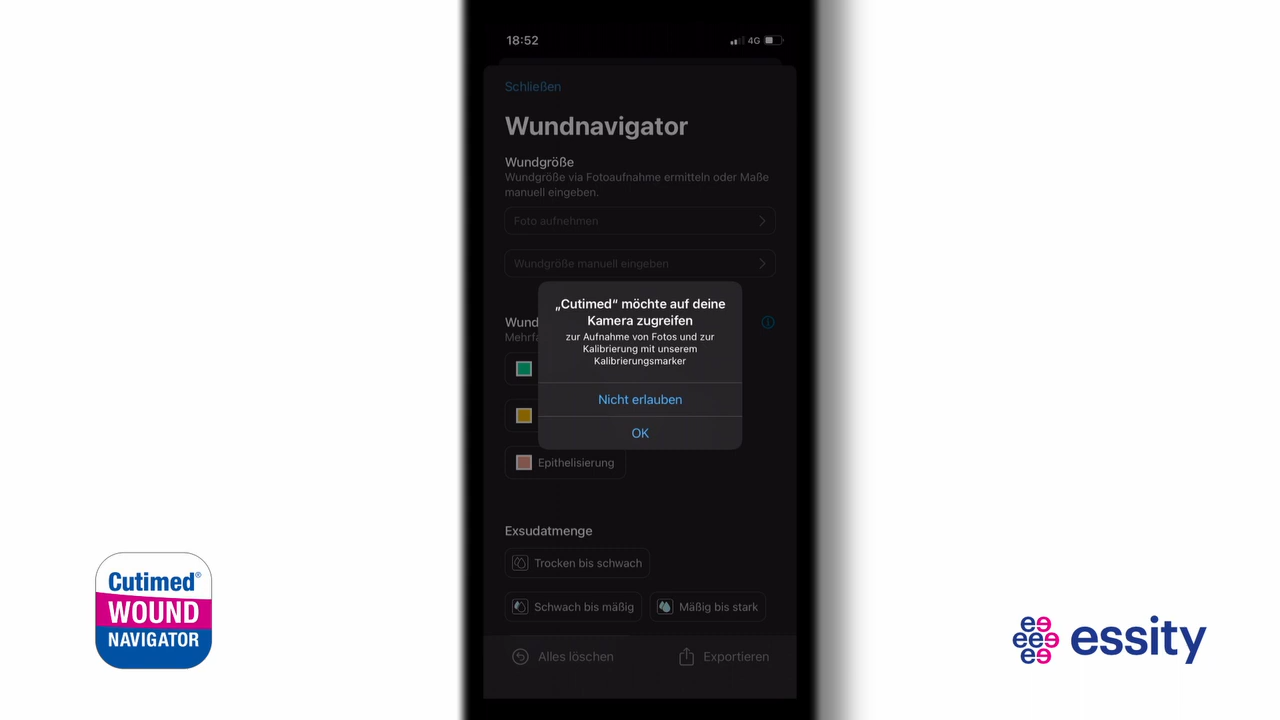 18:52
4G
Schließen
Wundnavigator
Wundgröße
Wundgröße via Fotoaufnahme ermitteln oder Maße
manuell eingeben.
Foto aufnehmen
Wundgröße manuell eingeben
„Cutimed“ möchte auf deine
Kamera zugreifen
zur Aufnahme von Fotos und zur
Kalibrierung mit unserem
Kalibrierungsmarker
Nicht erlauben
OK
Wund
Mehrfa
Epithelisierung
Exsudatmenge
Trocken bis schwach
Schwach bis mäßig
Mäßig bis stark
Alles löschen
Exportieren
Cutimed®
WOUND
NAVIGATOR
essity